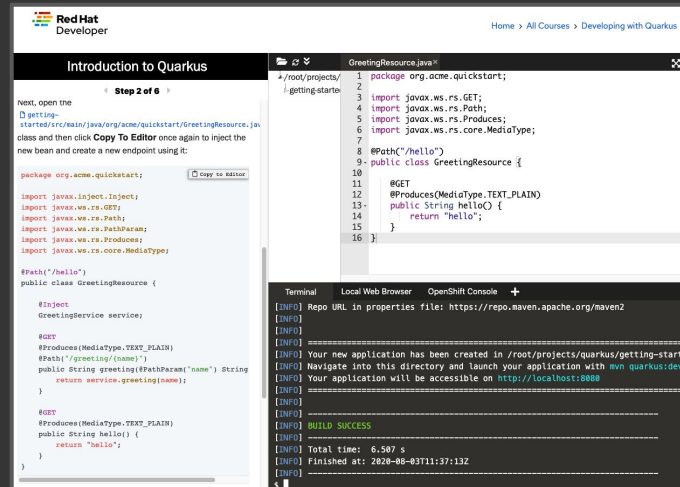 Red Hat
Developer
Home > All Courses > Developing with Quarkus
Introduction to Quarkus
Step 2 of 6
Next, open the
getting-
started/src/main/java/org/acme/quickstart/GreetingResource.jav
class and then click Copy To Editor once again to inject the
new bean and create a new endpoint using it:
Copy to Editor
package org.acme.quickstart;
import javax.inject.Inject;
import javax.ws.rs.GET;
import javax.ws.rs.Path;
import javax.ws.rs.PathParam;
import javax.ws.rs.Produces;
import javax.ws.rs.core.MediaType;
@Path("/hello")
public class GreetingResource {
@Inject
GreetingService service;
@GET
@Produces(MediaType.TEXT_PLAIN)
@Path("/greeting/{name}")
public String greeting(@PathParam("name") String
return service.greeting(name);
}
@GET
@Produces(MediaType.TEXT_PLAIN)
public String hello() {
return "hello";
}
}
/root/projects/
getting-starte
GreetingResource.java×
1 package org.acme.quickstart;
2
3 import javax.ws.rs.GET;
4 import javax.ws.rs.Path;
5 import javax.ws.rs.Produces;
6 import javax.ws.rs.core.MediaType;
7
8 @Path("/hello")
9 public class GreetingResource {
10
11 @GET
12 @Produces(MediaType.TEXT_PLAIN)
13 public String hello() {
14 return "hello";
15 }
16 }
Terminal Local Web Browser OpenShift Console +
[INFO] Repo URL in properties file: https://repo.maven.apache.org/maven2
[INFO]
[INFO]
[INFO] ========================================================================
[INFO] Your new application has been created in /root/projects/quarkus/getting-start
[INFO] Navigate into this directory and launch your application with mvn quarkus:dev
[INFO] Your application will be accessible on http://localhost:8080
[INFO] ========================================================================
[INFO]
[INFO] ------------------------------------------------------------------------
[INFO] BUILD SUCCESS
[INFO] ------------------------------------------------------------------------
[INFO] Total time: 6.507 s
[INFO] Finished at: 2020-08-03T11:37:13Z
[INFO] ------------------------------------------------------------------------
$